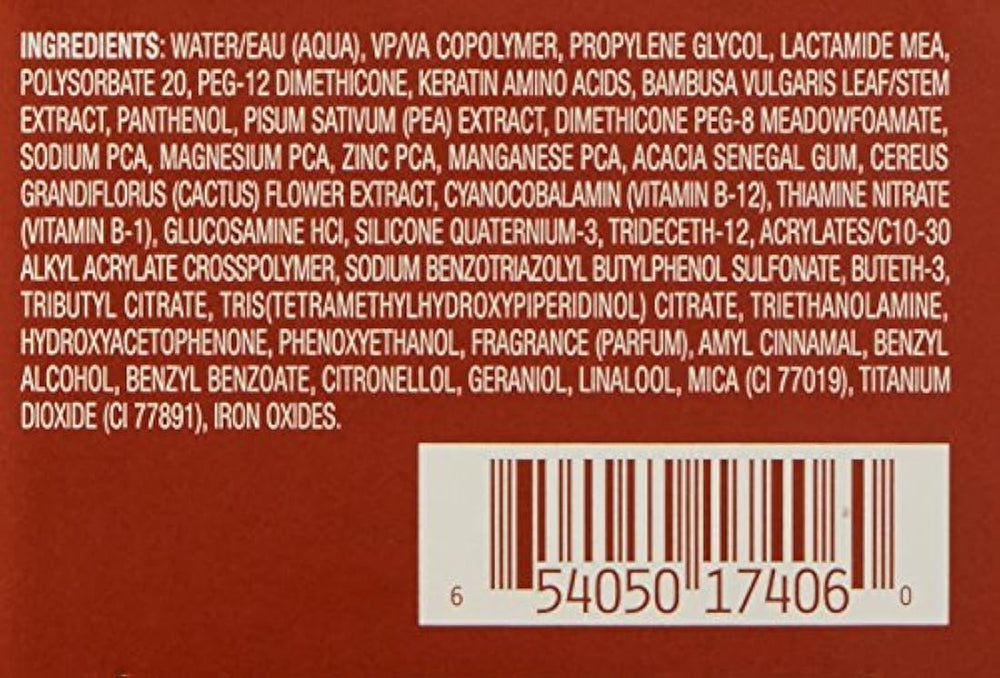 INGREDIENTS: WATER/EAU (AQUA), VP/VA COPOLYMER, PROPYLENE GLYCOL, LACTAMIDE MEA,
POLYSORBATE 20, PEG-12 DIMETHICONE, KERATIN AMINO ACIDS, BAMBUSA VULGARIS LEAF/STEM
EXTRACT, PANTHENOL, PISUM SATIVUM (PEA) EXTRACT, DIMETHICONE PEG-8 MEADOWFOAMATE,
SODIUM PCA, MAGNESIUM PCA, ZINC PCA, MANGANESE PCA, ACACIA SENEGAL GUM, CEREUS
GRANDIFLORUS (CACTUS) FLOWER EXTRACT, CYANOCOBALAMIN (VITAMIN B-12), THIAMINE NITRATE
(VITAMIN B-1), GLUCOSAMINE HCl, SILICONE QUATERNIUM-3, TRIDECETH-12, ACRYLATES/C10-30
ALKYL ACRYLATE CROSSPOLYMER, SODIUM BENZOTRIAZOLYL BUTYLPHENOL SULFONATE, BUTETH-3,
TRIBUTYL CITRATE, TRIS(TETRAMETHYLHYDROXYPIPERIDINOL) CITRATE, TRIETHANOLAMINE,
HYDROXYACETOPHENONE, PHENOXYETHANOL, FRAGRANCE (PARFUM), AMYL CINNAMAL, BENZYL
ALCOHOL, BENZYL BENZOATE, CITRONELLOL, GERANIOL, LINALOOL, MICA (CI 77019), TITANIUM
DIOXIDE (CI 77891), IRON OXIDES.
6 54050 17406 0